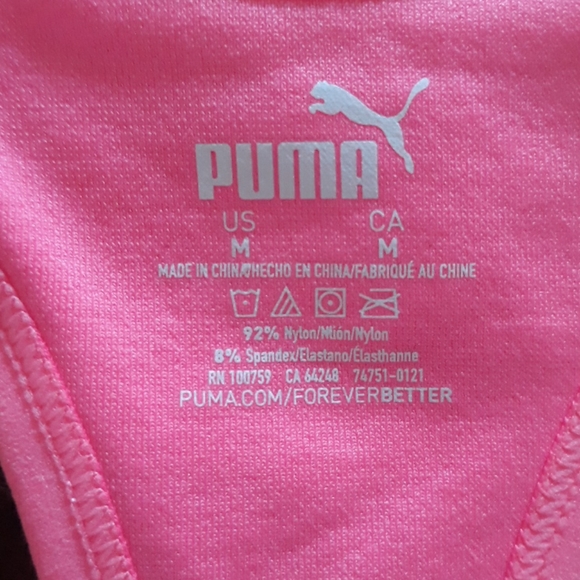 PUMA
US CA
M M
MADE IN CHINA/HECHO EN CHINA/FABRIQUÉ AU CHINE
92% Nylon/Nilón/Nylon
8% Spandex/Elastano/Élasthanne
RN 100759 CA 64248 74751-0121
PUMA.COM/FOREVERBETTER